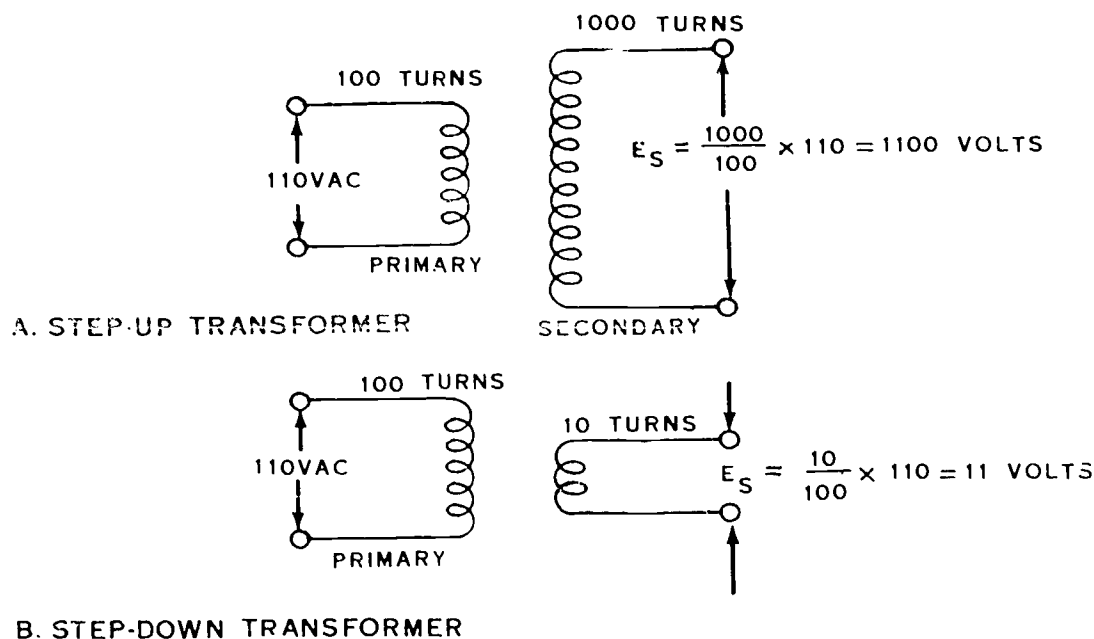 1000 TURNS
100 TURNS
110VAC
E_S = 1000/100 × 110 = 1100 VOLTS
PRIMARY
A. STEP-UP TRANSFORMER
SECONDARY
100 TURNS
10 TURNS
110VAC
E_S = 10/100 × 110 = 11 VOLTS
PRIMARY
B. STEP-DOWN TRANSFORMER